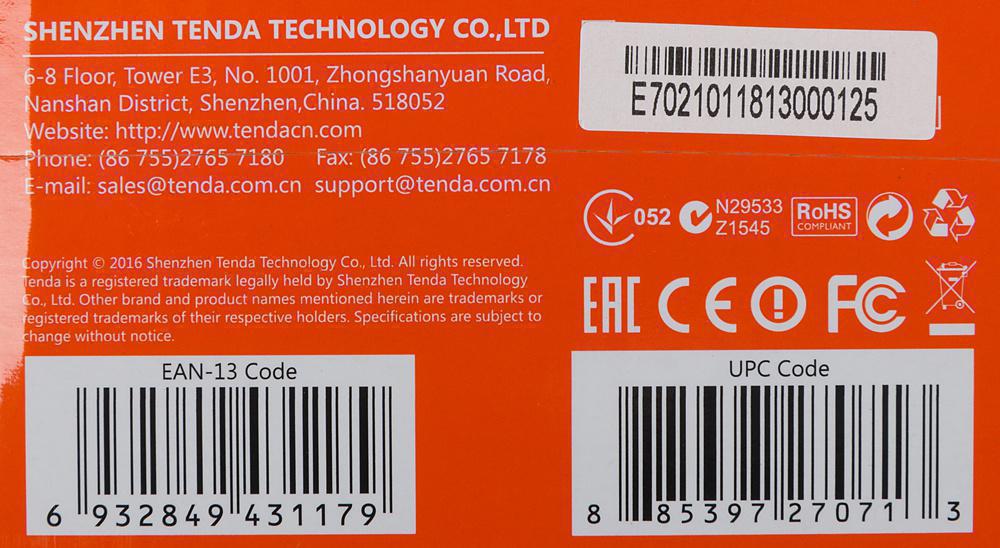 SHENZHEN TENDA TECHNOLOGY CO.,LTD
6-8 Floor, Tower E3, No. 1001, Zhongshanyuan Road,
Nanshan District, Shenzhen,China. 518052
Website: http://www.tendacn.com
Phone: (86 755)2765 7180 Fax: (86 755)2765 7178
E-mail: sales@tenda.com.cn support@tenda.com.cn
Copyright © 2016 Shenzhen Tenda Technology Co., Ltd. All rights reserved.
Tenda is a registered trademark legally held by Shenzhen Tenda Technology
Co., Ltd. Other brand and product names mentioned herein are trademarks or
registered trademarks of their respective holders. Specifications are subject to
change without notice.
E7021011813000125
052
N29533
Z1545
RoHS
COMPLIANT
EAC CE FC
EAN-13 Code
6 932849 431179
UPC Code
8 85397 27071 3